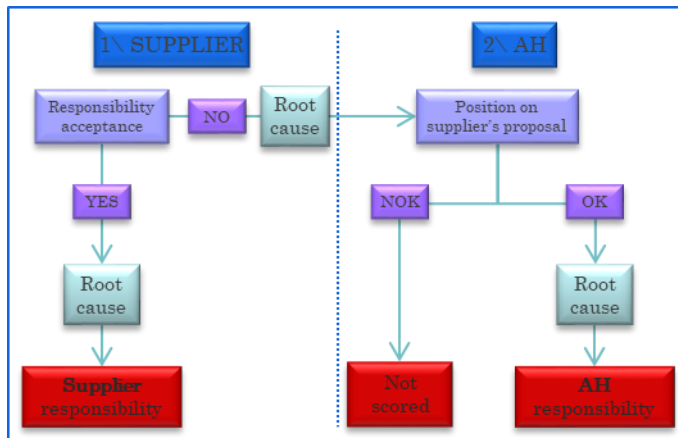 1\ SUPPLIER
2\ AH
Responsibility
acceptance
NO
Root
cause
Position on
supplier's proposal
YES
NOK
OK
Root
cause
Root
cause
Supplier
responsibility
Not
scored
AH
responsibility